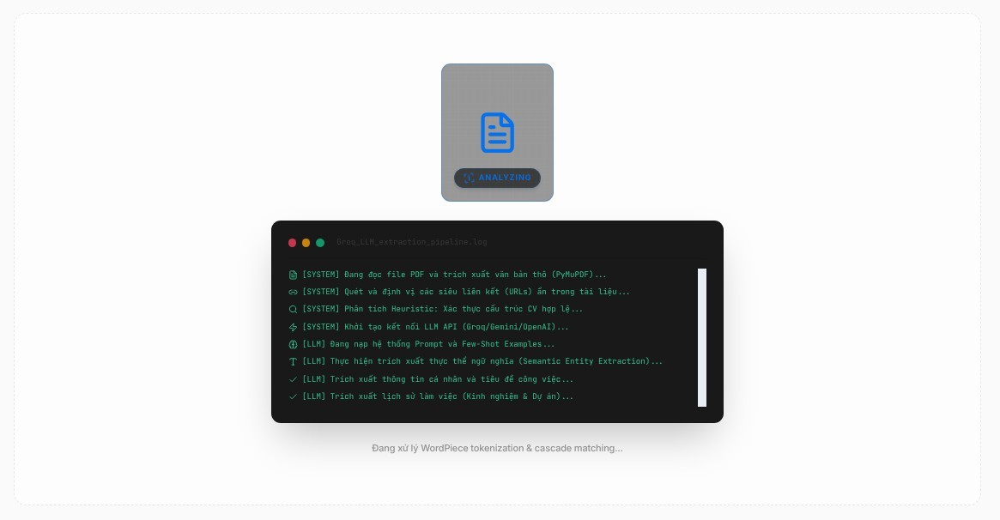 ANALYZING
Groq_LLM_extraction_pipeline.log
[SYSTEM] Đang đọc file PDF và trích xuất văn bản thô (PyMuPDF)...
[SYSTEM] Quét và định vị các siêu liên kết (URLs) ẩn trong tài liệu...
[SYSTEM] Phân tích Heuristic: Xác thực cấu trúc CV hợp lệ...
[SYSTEM] Khởi tạo kết nối LLM API (Groq/Gemini/OpenAI)...
[LLM] Đang nạp hệ thống Prompt và Few-Shot Examples...
[LLM] Thực hiện trích xuất thực thể ngữ nghĩa (Semantic Entity Extraction)...
[LLM] Trích xuất thông tin cá nhân và tiêu đề công việc...
[LLM] Trích xuất lịch sử làm việc (Kinh nghiệm & Dự án)...
Đang xử lý WordPiece tokenization & cascade matching...